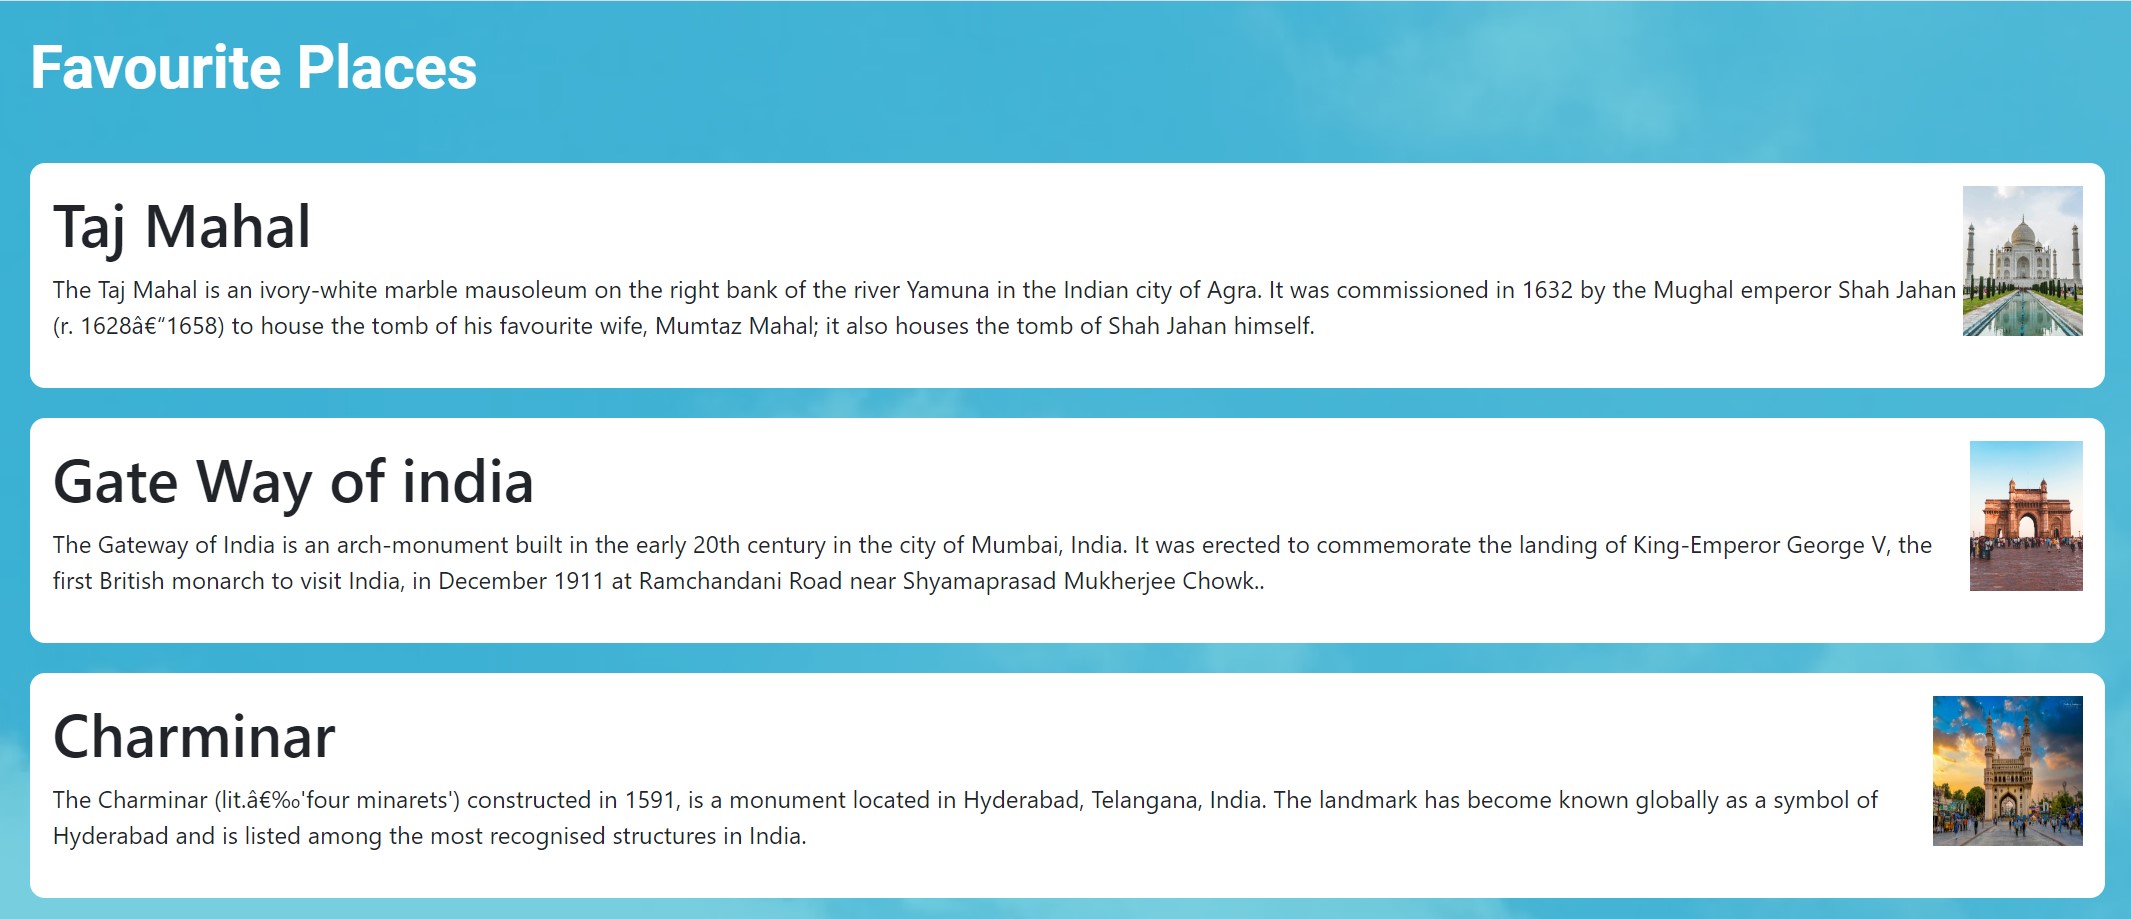 Favourite Places
Taj Mahal
The Taj Mahal is an ivory-white marble mausoleum on the right bank of the river Yamuna in the Indian city of Agra. It was commissioned in 1632 by the Mughal emperor Shah Jahan
(r. 1628â€“1658) to house the tomb of his favourite wife, Mumtaz Mahal; it also houses the tomb of Shah Jahan himself.
Gate Way of india
The Gateway of India is an arch-monument built in the early 20th century in the city of Mumbai, India. It was erected to commemorate the landing of King-Emperor George V, the
first British monarch to visit India, in December 1911 at Ramchandani Road near Shyamaprasad Mukherjee Chowk..
Charminar
The Charminar (lit.â€‰'four minarets') constructed in 1591, is a monument located in Hyderabad, Telangana, India. The landmark has become known globally as a symbol of
Hyderabad and is listed among the most recognised structures in India.